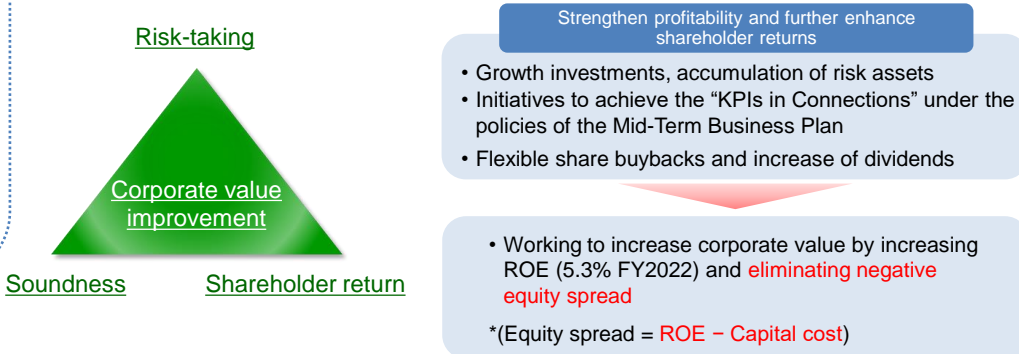 Risk-taking
Corporate value
improvement
Soundness
Shareholder return
Strengthen profitability and further enhance
shareholder returns
• Growth investments, accumulation of risk assets
• Initiatives to achieve the “KPIs in Connections” under the
policies of the Mid-Term Business Plan
• Flexible share buybacks and increase of dividends
• Working to increase corporate value by increasing
ROE (5.3% FY2022) and eliminating negative
equity spread
*(Equity spread = ROE − Capital cost)